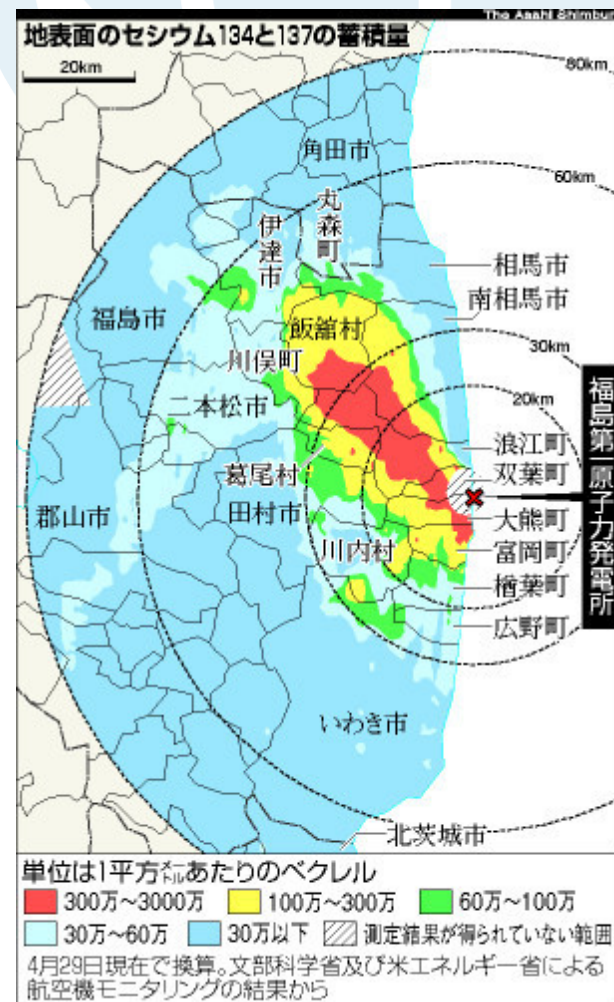 The Asahi Shimbun
地表面のセシウム134と137の蓄積量
20km
80km
角田市
60km
丸森町
伊達市
相馬市
南相馬市
福島市
飯舘村
30km
川俣町
20km
二本松市
浪江町
葛尾村
双葉町
福島第一原子力発電所
郡山市
田村市
大熊町
川内村
富岡町
楢葉町
広野町
いわき市
北茨城市
単位は1平方メートルあたりのベクレル
300万〜3000万 100万〜300万 60万〜100万
30万〜60万 30万以下 測定結果が得られていない範囲
4月29日現在で換算。文部科学省及び米エネルギー省による
航空機モニタリングの結果から